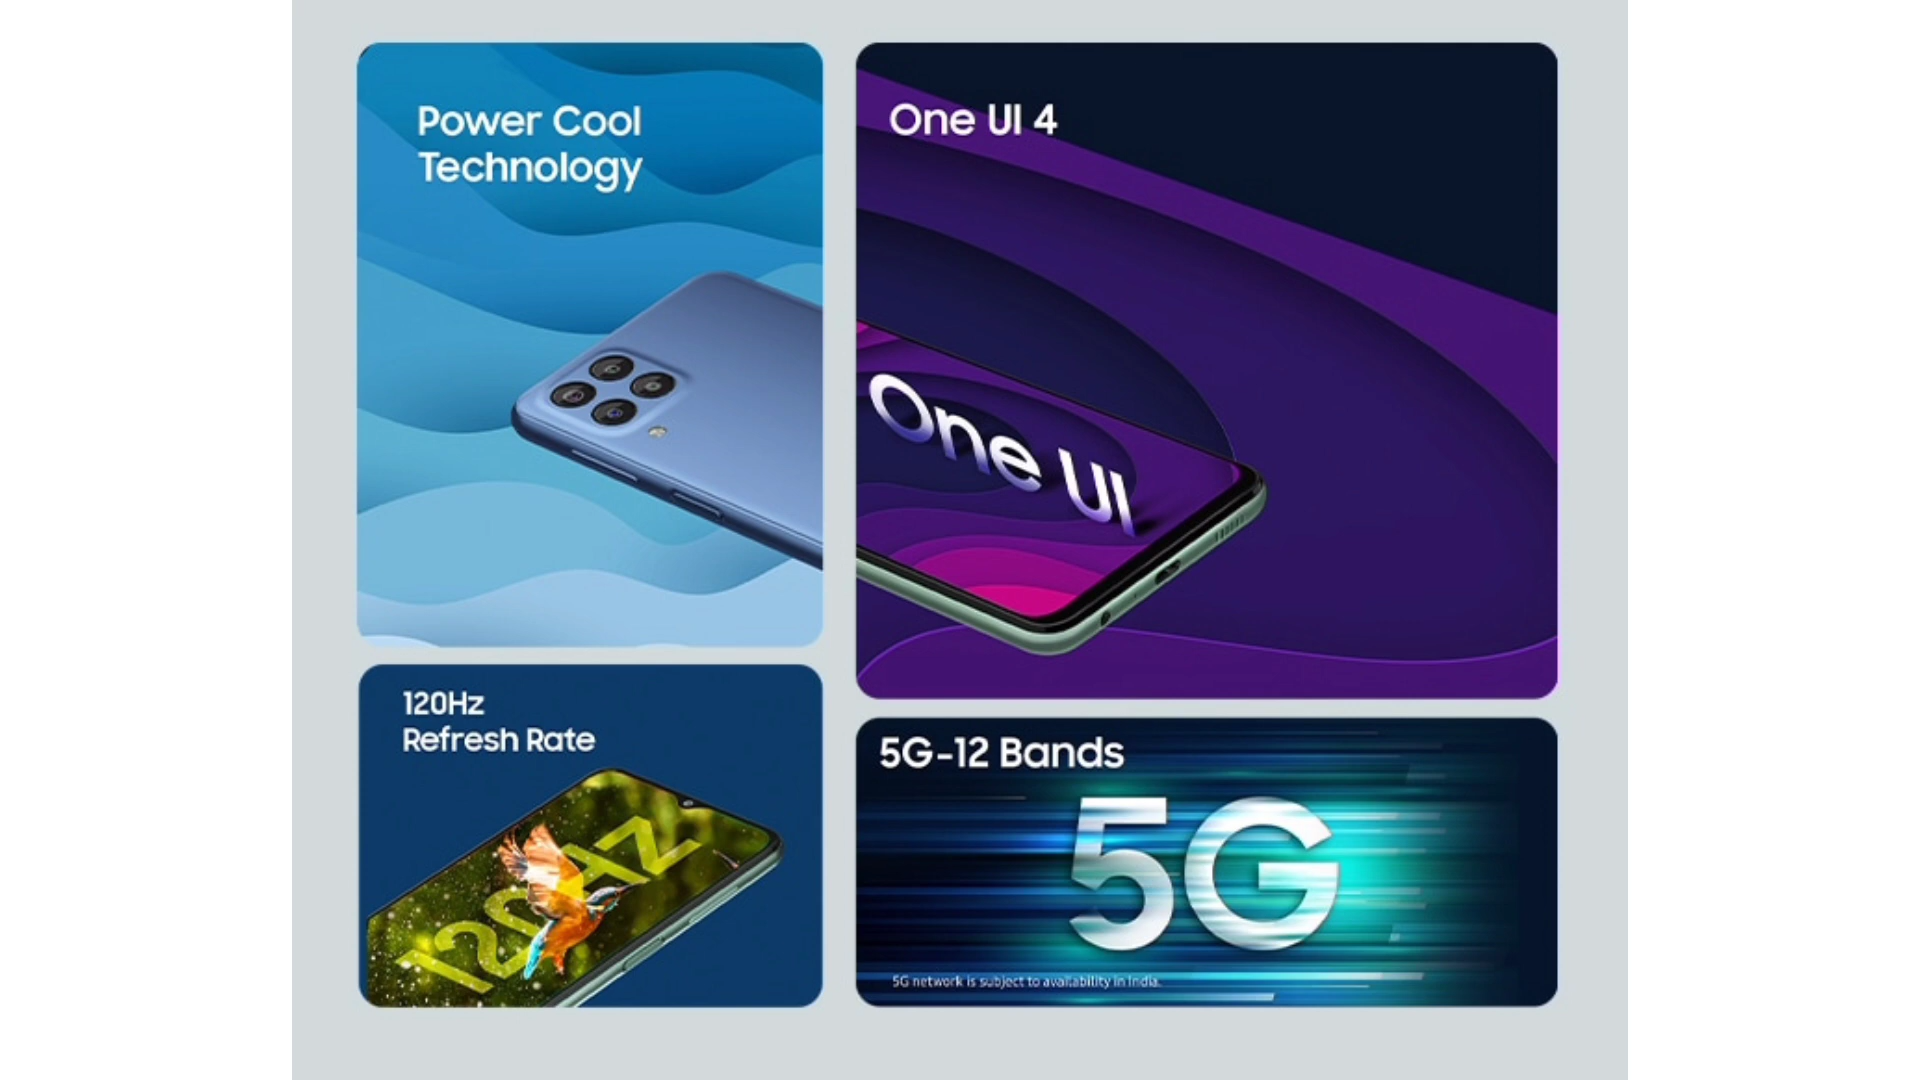 Power Cool
Technology
One UI 4
One UI
120Hz
Refresh Rate
120HZ
5G-12 Bands
5G
5G network is subject to availability in India.